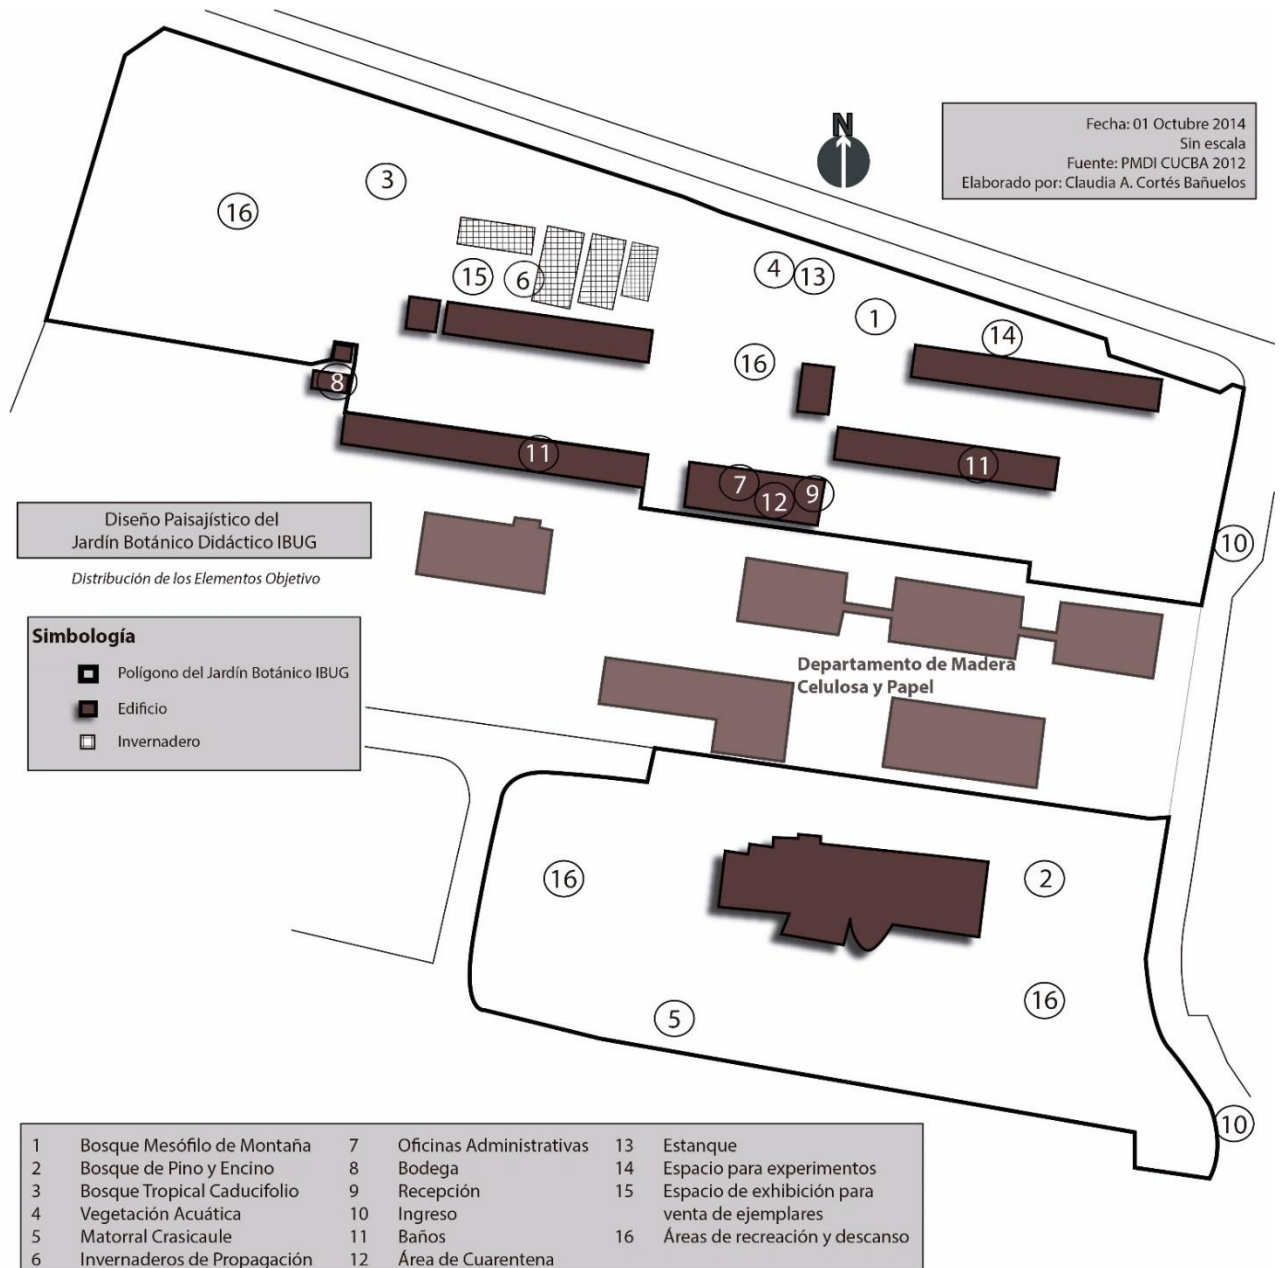 N
Fecha: 01 Octubre 2014
Sin escala
Fuente: PMDI CUCBA 2012
Elaborado por: Claudia A. Cortés Bañuelos
3
16
15
6
4
13
1
14
16
8
11
7
12
9
11
10
Diseño Paisajístico del
Jardín Botánico Didáctico IBUG
Distribución de los Elementos Objetivo
Simbología
Polígono del Jardín Botánico IBUG
Edificio
Invernadero
Departamento de Madera
Celulosa y Papel
16
2
5
16
10
1 Bosque Mesófilo de Montaña
2 Bosque de Pino y Encino
3 Bosque Tropical Caducifolio
4 Vegetación Acuática
5 Matorral Crasicaule
6 Invernaderos de Propagación
7 Oficinas Administrativas
8 Bodega
9 Recepción
10 Ingreso
11 Baños
12 Área de Cuarentena
13 Estanque
14 Espacio para experimentos
15 Espacio de exhibición para
venta de ejemplares
16 Áreas de recreación y descanso